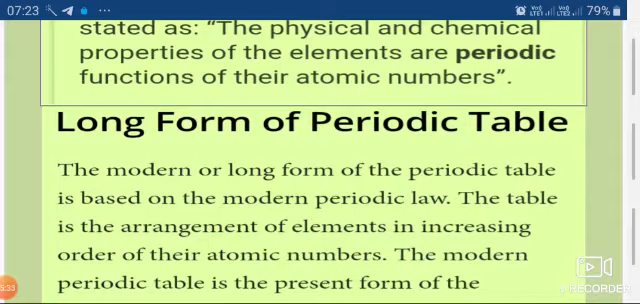 07:23 79%
stated as: “The physical and chemical
properties of the elements are periodic
functions of their atomic numbers”.
Long Form of Periodic Table
The modern or long form of the periodic table
is based on the modern periodic law. The table
is the arrangement of elements in increasing
order of their atomic numbers. The modern
periodic table is the present form of the
RECORDER